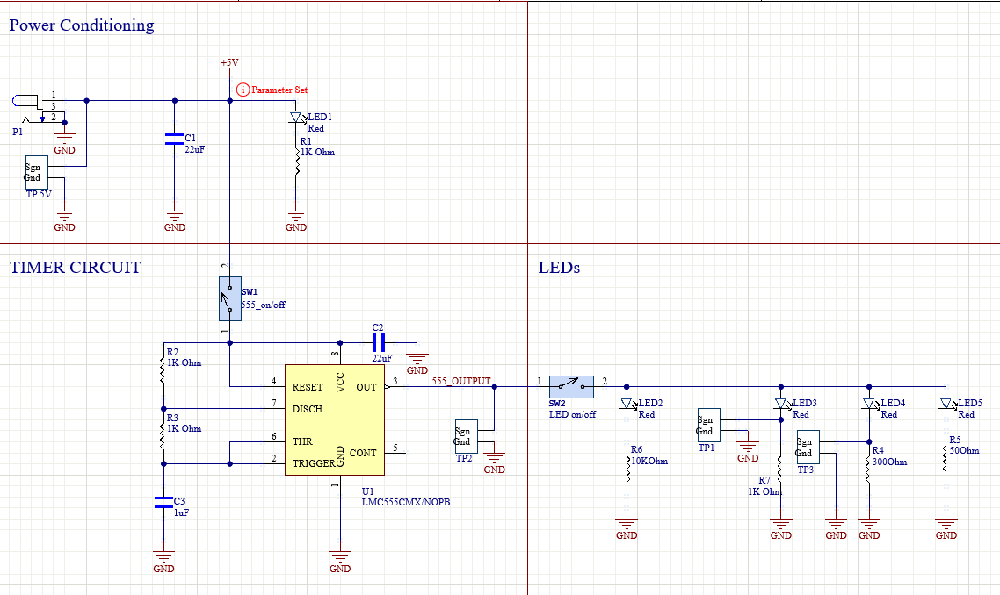 Power Conditioning
+5V
Parameter Set
1
3
2
P1
GND
Sgn
Gnd
TP 5V
GND
C1
22uF
GND
LED1
Red
R1
1K Ohm
GND
TIMER CIRCUIT
2
SW1
555_on/off
1
R2
1K Ohm
R3
1K Ohm
C3
1uF
GND
C2
22uF
GND
8
4
RESET
VCC
OUT
3
7
DISCH
6
THR
2
TRIGGER
GND
CONT
5
1
U1
LMC555CMX/NOPB
GND
555_OUTPUT
Sgn
Gnd
TP2
GND
LEDs
1
2
SW2
LED on/off
LED2
Red
R6
10KOhm
GND
Sgn
Gnd
TP1
GND
LED3
Red
R7
1K Ohm
GND
Sgn
Gnd
TP3
GND
LED4
Red
R4
300Ohm
GND
LED5
Red
R5
50Ohm
GND